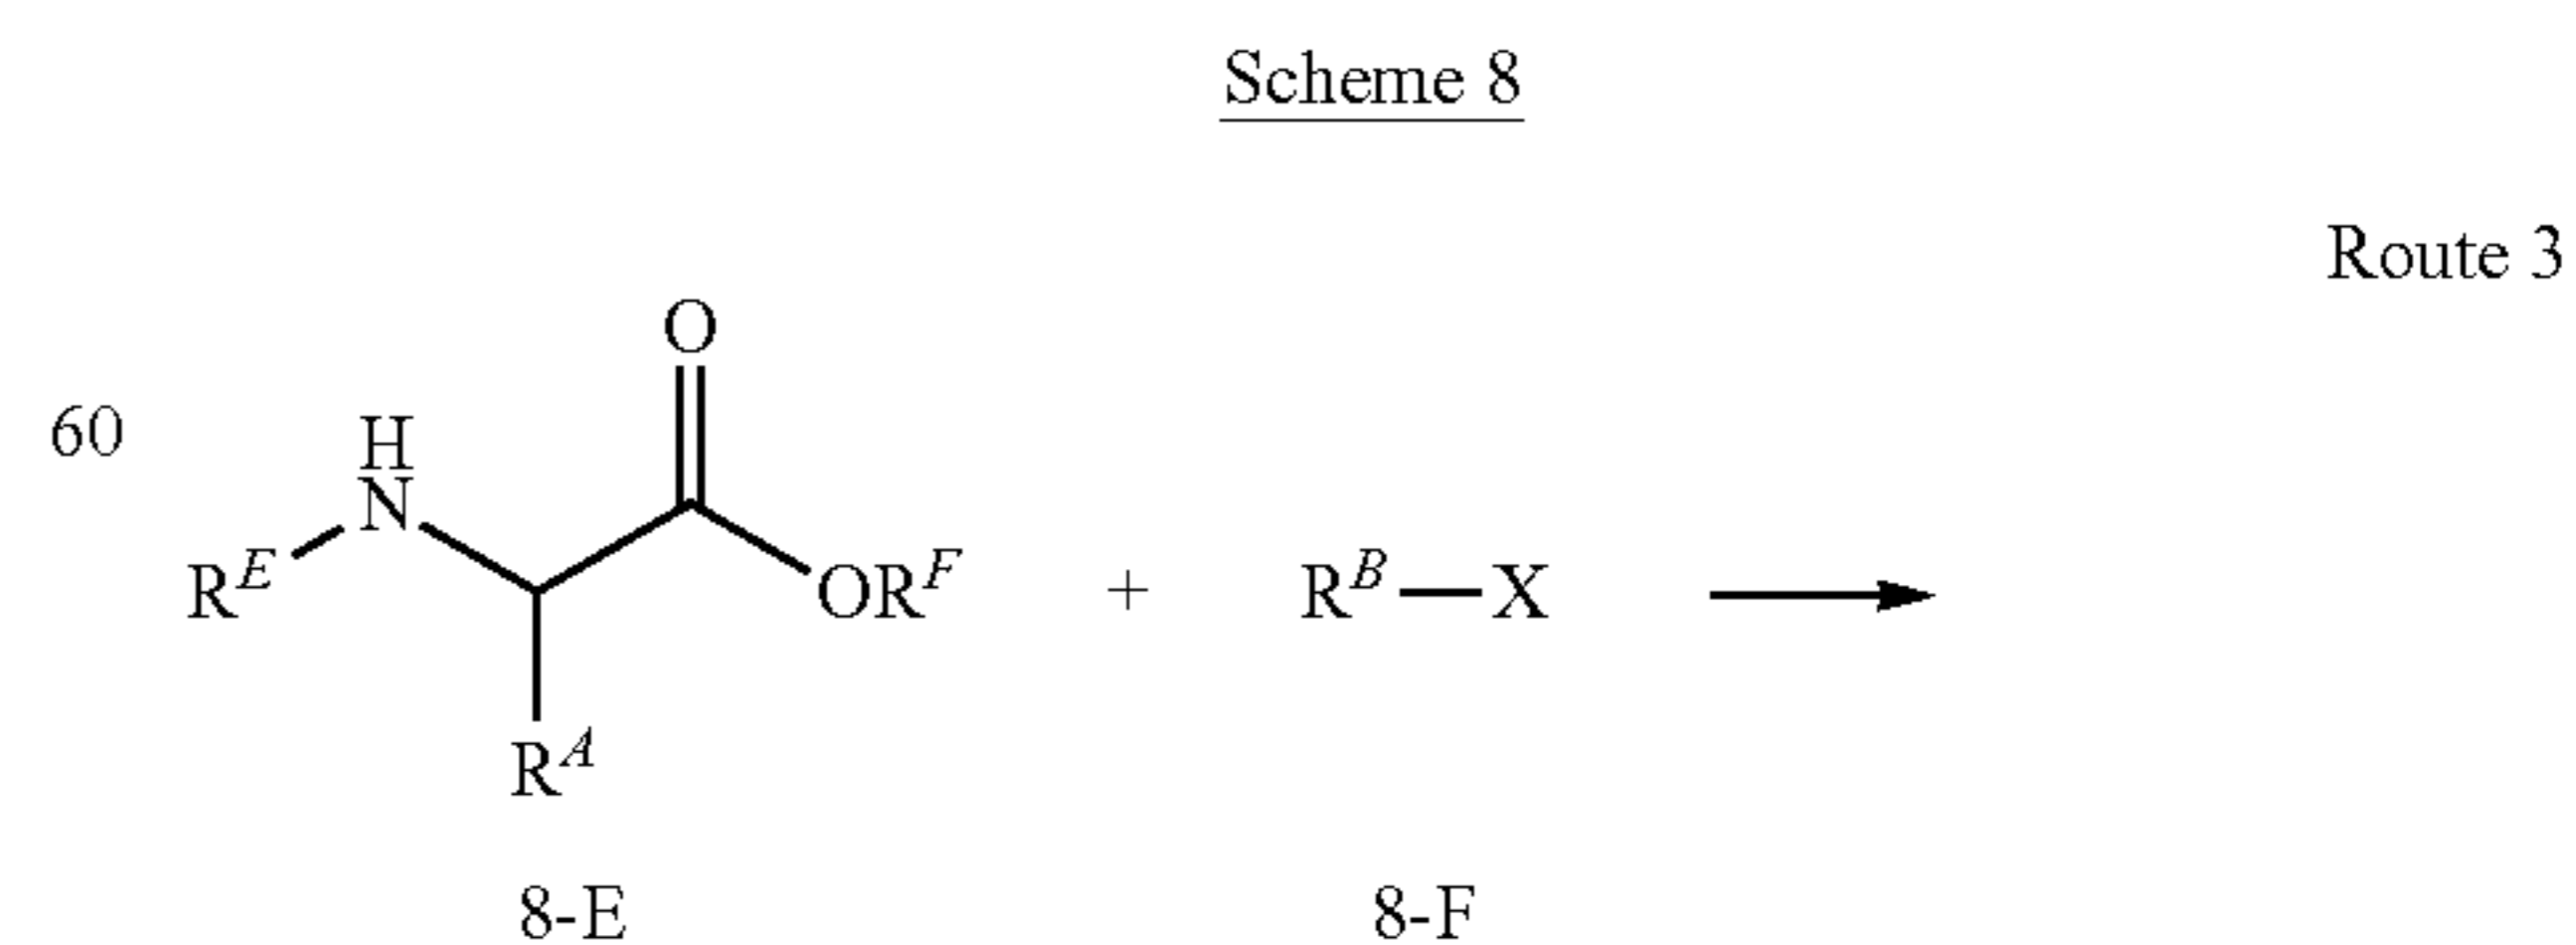 Scheme 8
Route 3
60
O
H
N
R^E
OR^F
+
R^B—X
R^A
8-E
8-F